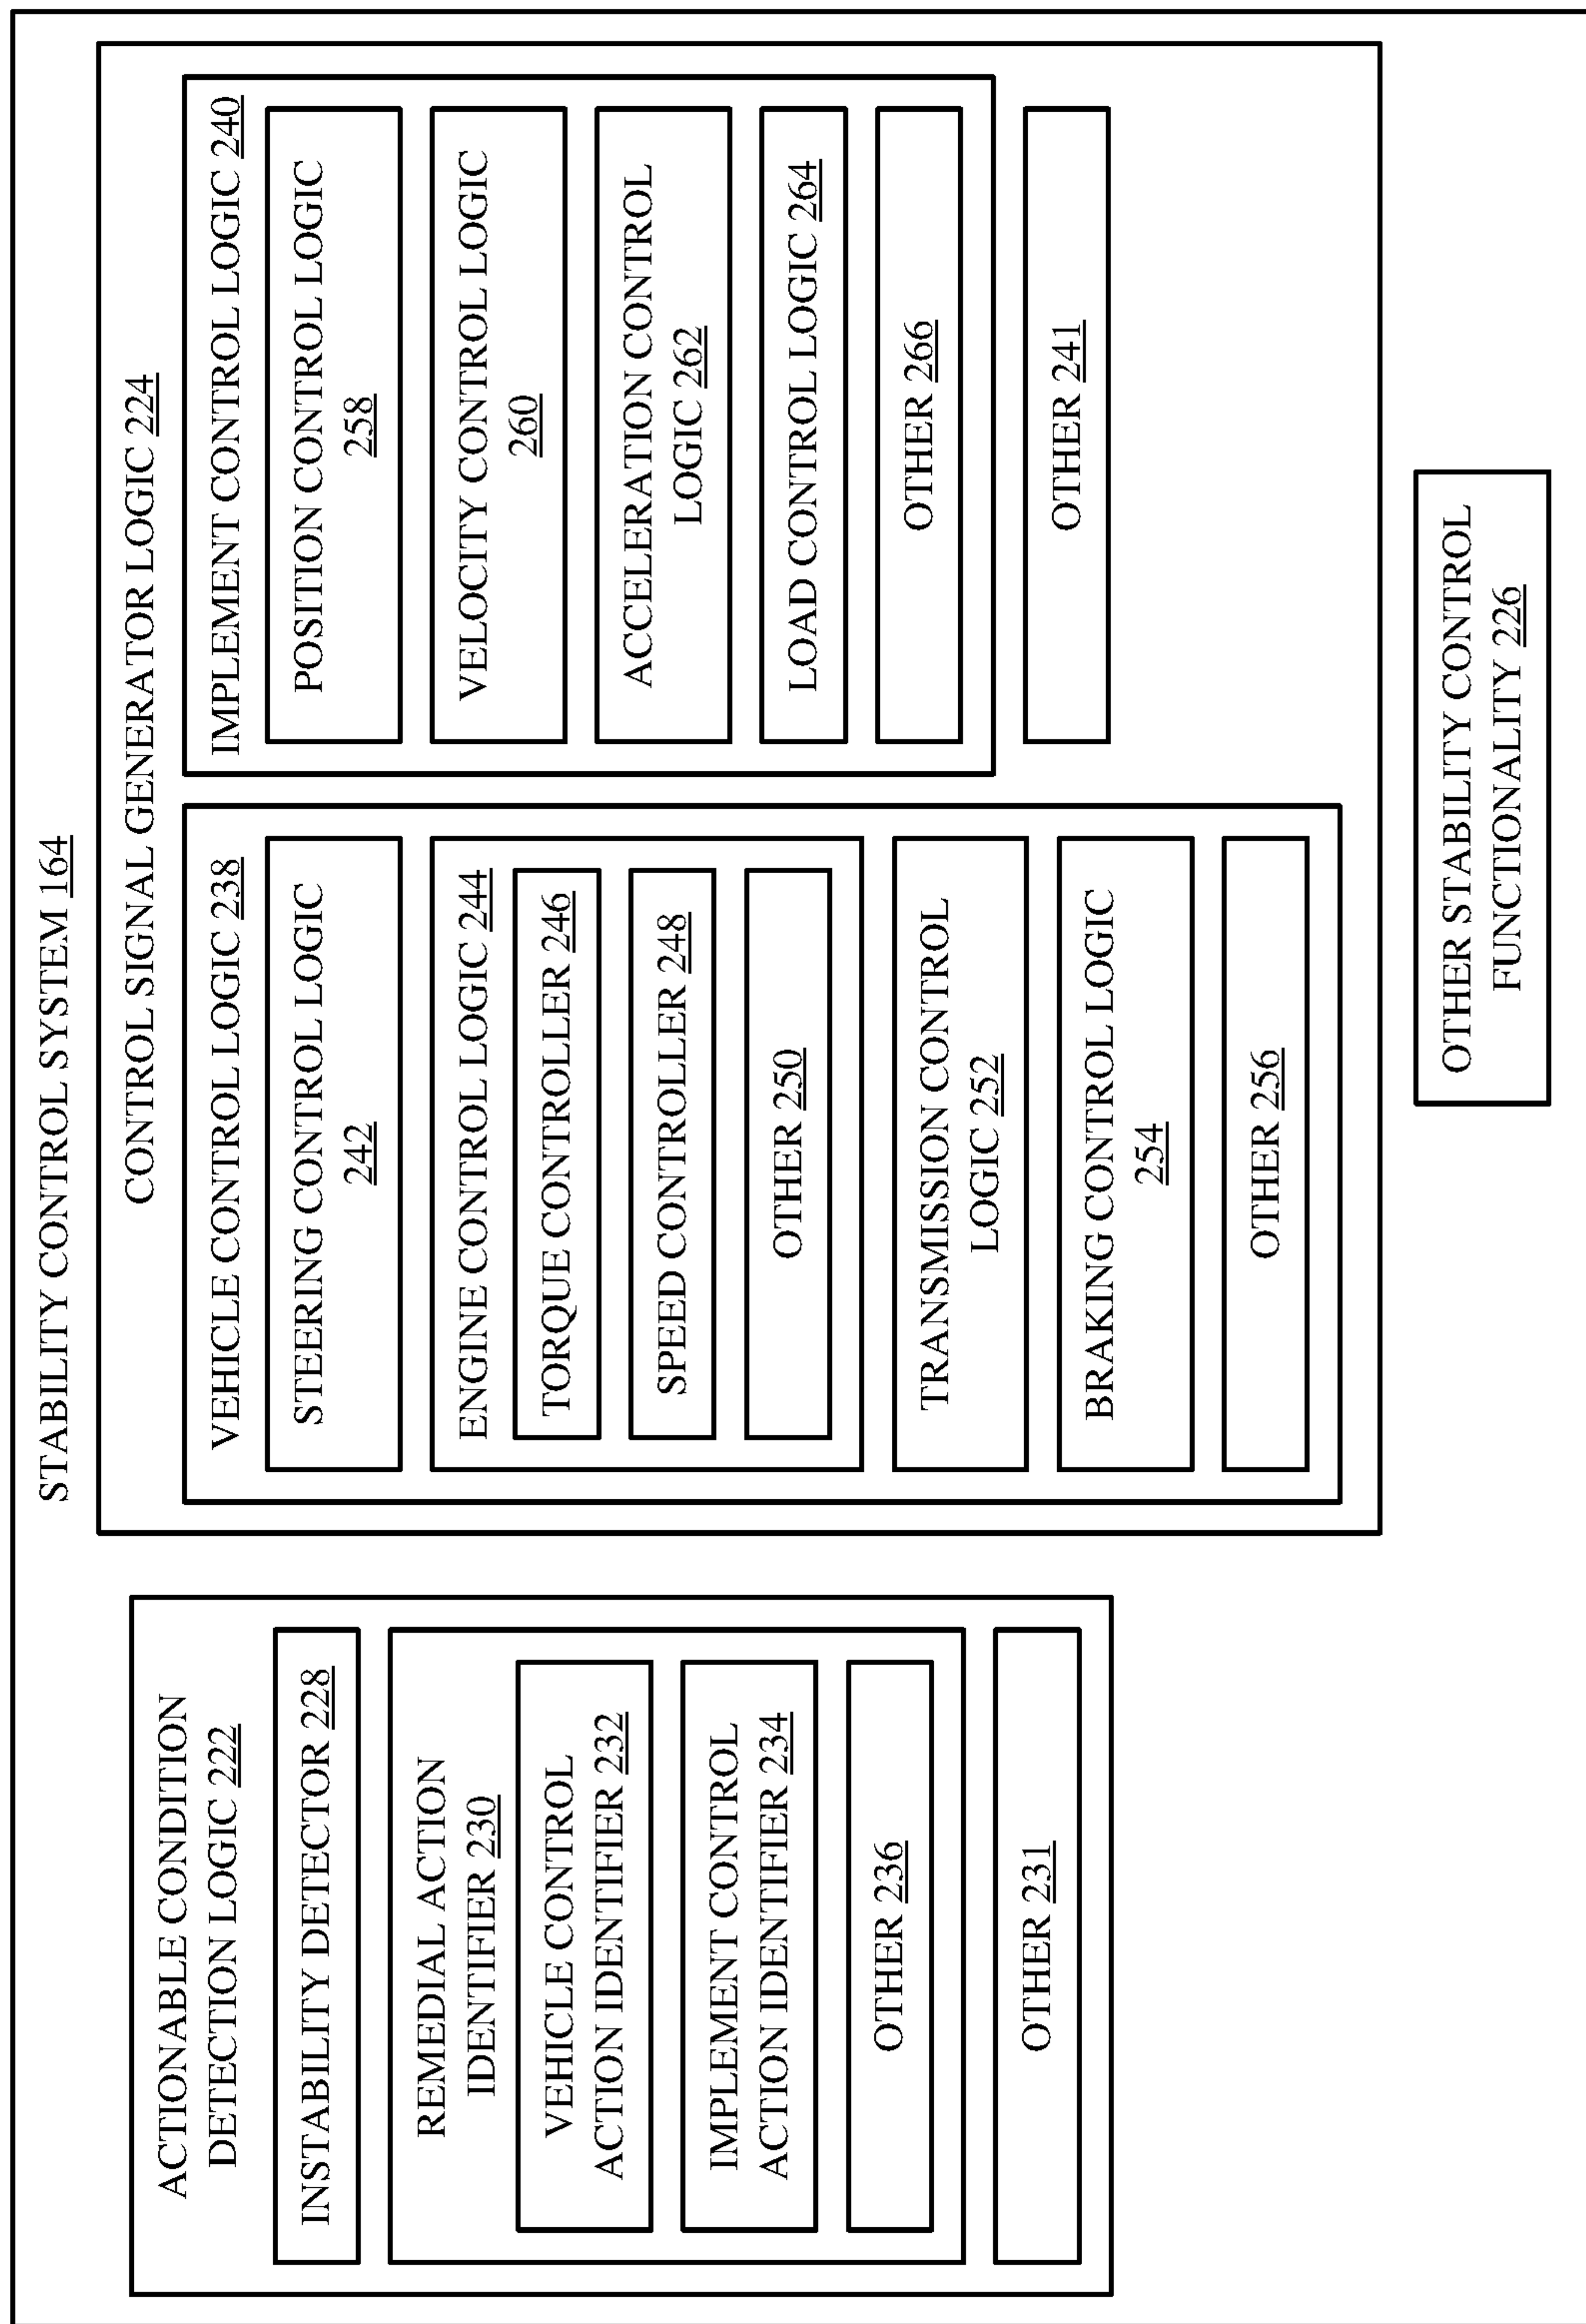 STABILITY CONTROL SYSTEM 164
ACTIONABLE CONDITION
DETECTION LOGIC 222
INSTABILITY DETECTOR 228
REMEDIAL ACTION
IDENTIFIER 230
VEHICLE CONTROL
ACTION IDENTIFIER 232
IMPLEMENT CONTROL
ACTION IDENTIFIER 234
OTHER 236
OTHER 231
CONTROL SIGNAL GENERATOR LOGIC 224
VEHICLE CONTROL LOGIC 238
STEERING CONTROL LOGIC
242
ENGINE CONTROL LOGIC 244
TORQUE CONTROLLER 246
SPEED CONTROLLER 248
OTHER 250
TRANSMISSION CONTROL
LOGIC 252
BRAKING CONTROL LOGIC
254
OTHER 256
IMPLEMENT CONTROL LOGIC 240
POSITION CONTROL LOGIC
258
VELOCITY CONTROL LOGIC
260
ACCELERATION CONTROL
LOGIC 262
LOAD CONTROL LOGIC 264
OTHER 266
OTHER 241
OTHER STABILITY CONTROL
FUNCTIONALITY 226